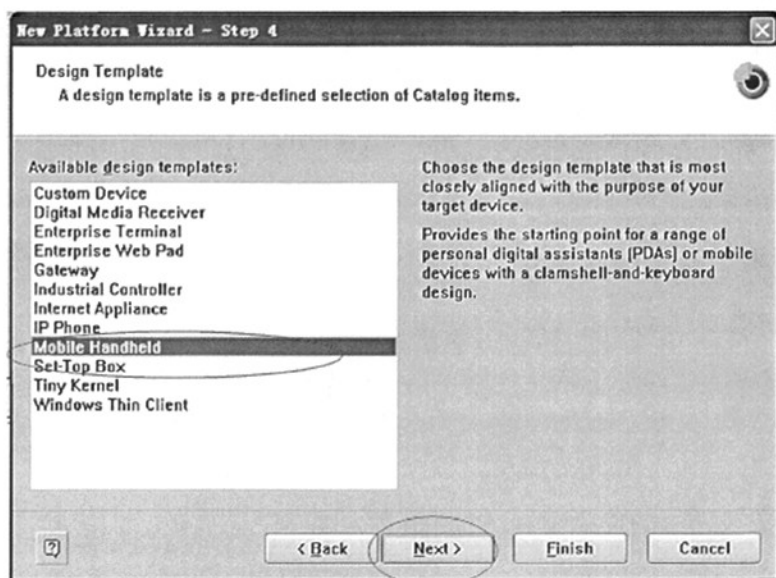 New Platform Wizard - Step 4
Design Template
A design template is a pre-defined selection of Catalog items.
Available design templates:
Custom Device
Digital Media Receiver
Enterprise Terminal
Enterprise Web Pad
Gateway
Industrial Controller
Internet Appliance
IP Phone
Mobile Handheld
Set-Top Box
Tiny Kernel
Windows Thin Client
Choose the design template that is most
closely aligned with the purpose of your
target device.
Provides the starting point for a range of
personal digital assistants (PDAs) or mobile
devices with a clamshell-and-keyboard
design.
?
< Back
Next >
Finish
Cancel